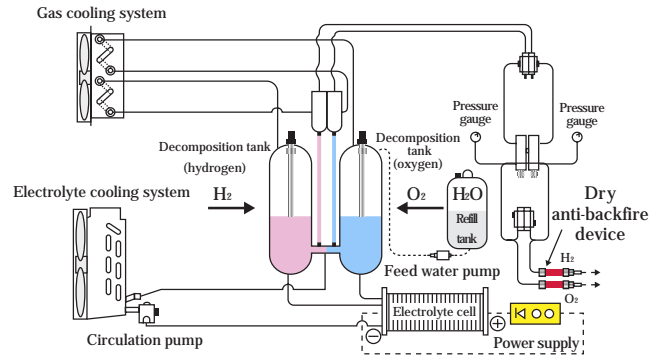 Gas cooling system
Pressure
gauge
Pressure
gauge
Decomposition tank
(hydrogen)
Decomposition
tank
(oxygen)
Electrolyte cooling system
H₂
O₂
H₂O
Refill
tank
Dry
anti-backfire
device
H₂
O₂
Feed water pump
Circulation pump
Electrolyte cell
Power supply